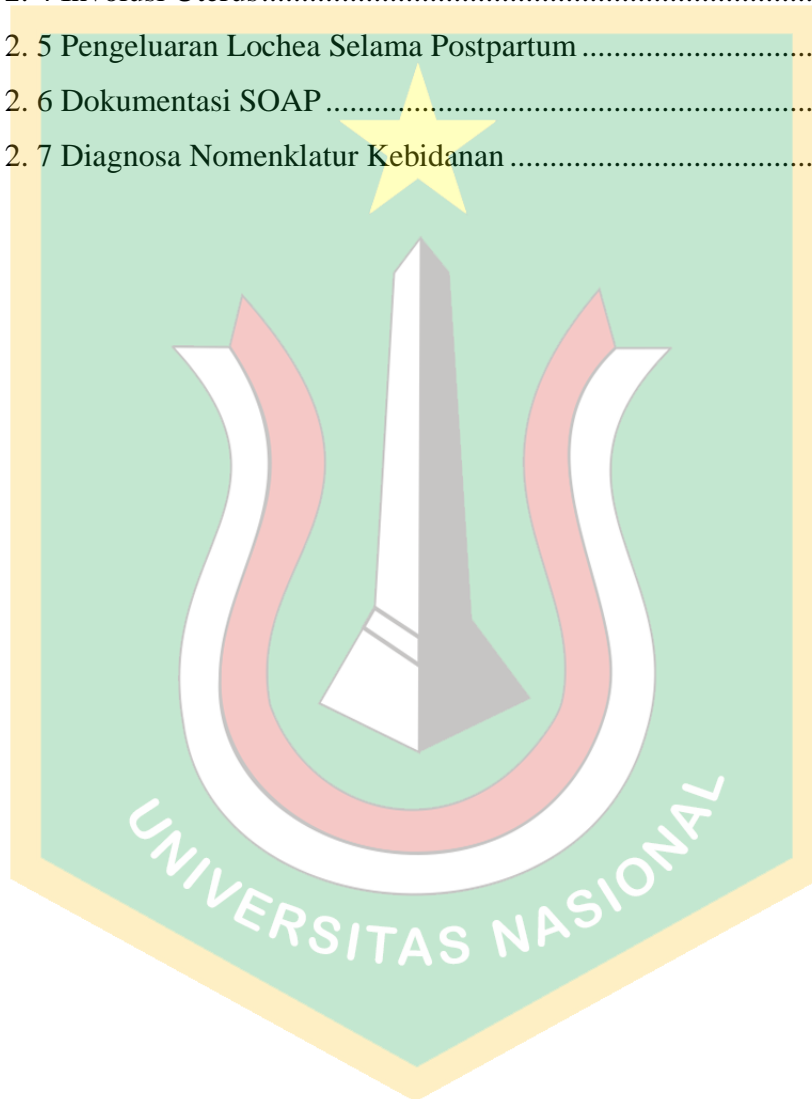 2. 5 Pengeluaran Lochea Selama Postpartum ............................
2. 6 Dokumentasi SOAP ............................................................
2. 7 Diagnosa Nomenklatur Kebidanan .....................................
UNIVERSITAS NASIONAL